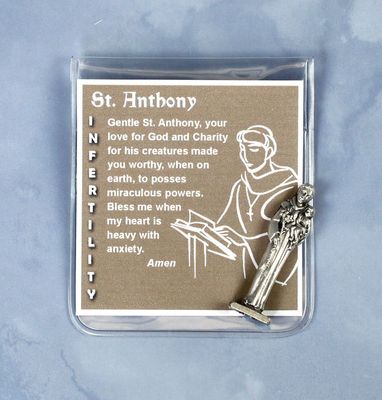 St. Anthony
INFERTILITY
Gentle St. Anthony, your
love for God and Charity
for his creatures made
you worthy, when on
earth, to posses
miraculous powers.
Bless me when
my heart is
heavy with
anxiety.
Amen